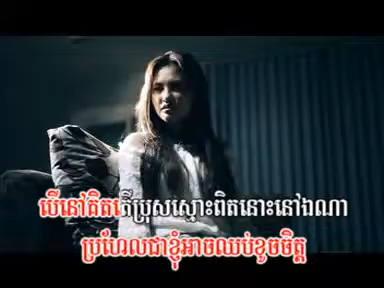 បើនៅគិតតើប្រុសស្មោះពិតនោះនៅឯណា
ប្រហែលជាខ្ញុំអាចឈប់ខូចចិត្ត